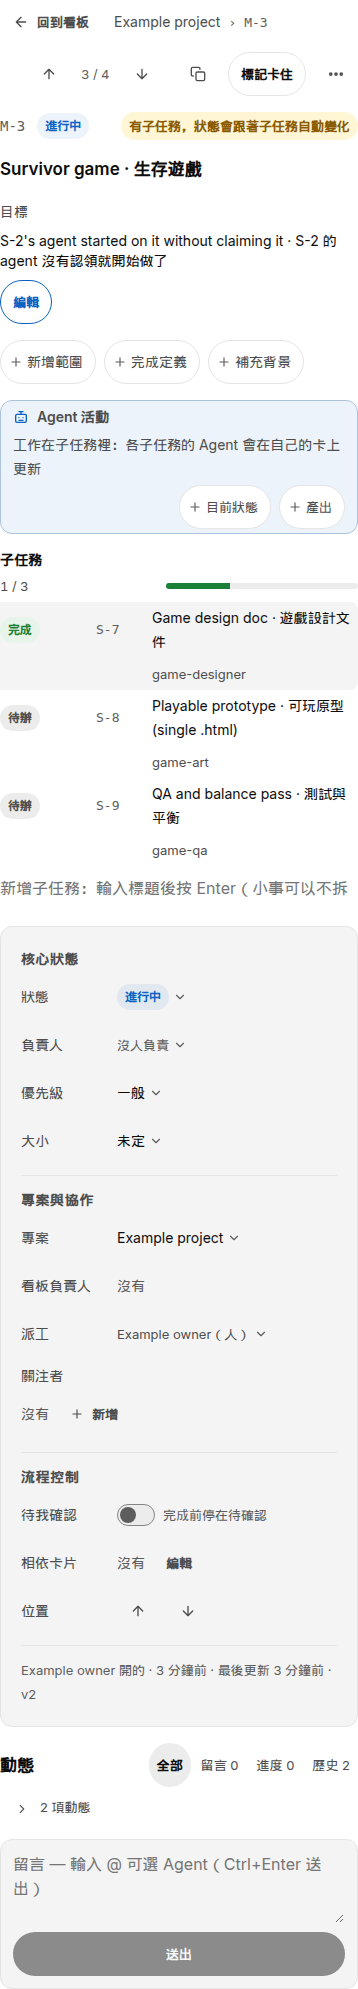 回到看板 Example project › M-3
3 / 4 標記卡住
M-3 進行中 有子任務，狀態會跟著子任務自動變化
Survivor game · 生存遊戲
目標
S-2's agent started on it without claiming it · S-2 的
agent 沒有認領就開始做了
編輯
新增範圍 完成定義 補充背景
Agent 活動
工作在子任務裡：各子任務的 Agent 會在自己的卡上
更新
目前狀態 產出
子任務
1 / 3
完成 S-7 Game design doc · 遊戲設計文
件
game-designer
待辦 S-8 Playable prototype · 可玩原型
(single .html)
game-art
待辦 S-9 QA and balance pass · 測試與
平衡
game-qa
新增子任務：輸入標題後按 Enter（小事可以不拆
核心狀態
狀態 進行中
負責人 沒人負責
優先級 一般
大小 未定
專案與協作
專案 Example project
看板負責人 沒有
派工 Example owner（人）
關注者
沒有 新增
流程控制
待我確認 完成前停在待確認
相依卡片 沒有 編輯
位置
Example owner 開的 · 3 分鐘前 · 最後更新 3 分鐘前 ·
v2
動態 全部 留言 0 進度 0 歷史 2
2 項動態
留言 — 輸入 @ 可選 Agent（Ctrl+Enter 送
出）
送出